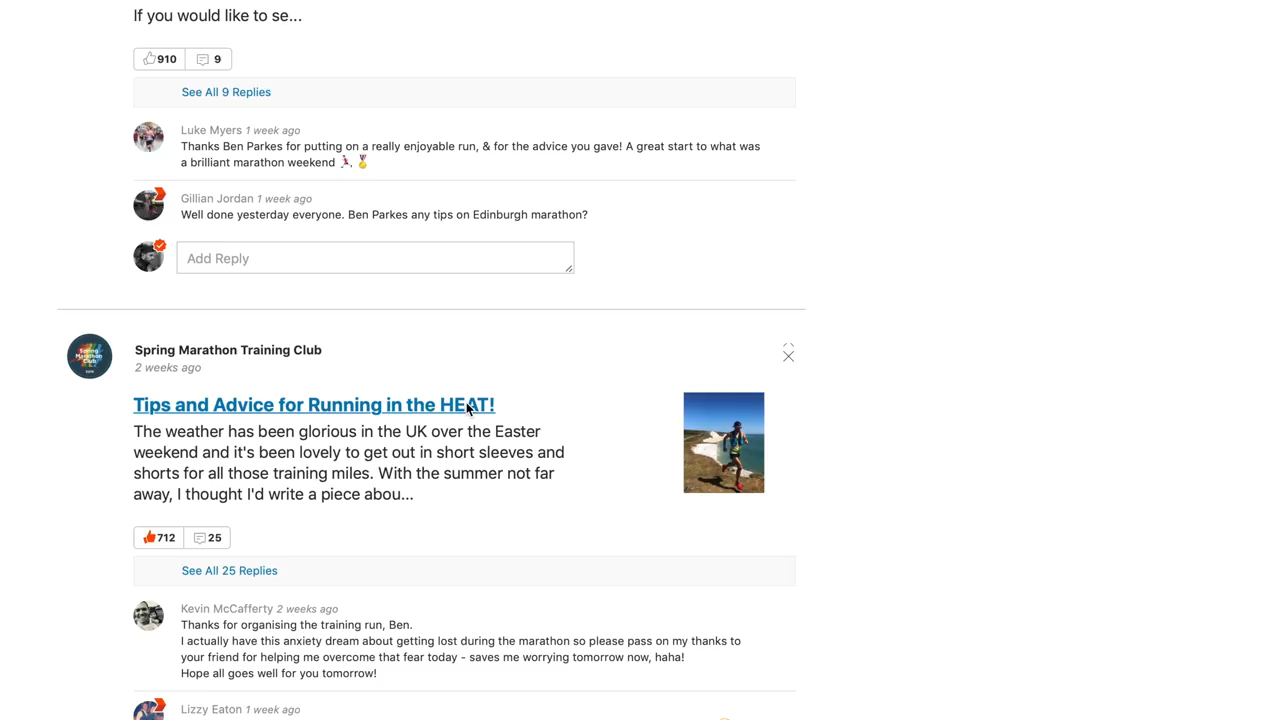 If you would like to se...
910 9
See All 9 Replies
Luke Myers 1 week ago
Thanks Ben Parkes for putting on a really enjoyable run, & for the advice you gave! A great start to what was
a brilliant marathon weekend 🏃, 🏅
Gillian Jordan 1 week ago
Well done yesterday everyone. Ben Parkes any tips on Edinburgh marathon?
Add Reply
Spring Marathon Club
Spring Marathon Training Club
2 weeks ago
Tips and Advice for Running in the HEAT!
The weather has been glorious in the UK over the Easter
weekend and it's been lovely to get out in short sleeves and
shorts for all those training miles. With the summer not far
away, I thought I'd write a piece abou...
712 25
See All 25 Replies
Kevin McCafferty 2 weeks ago
Thanks for organising the training run, Ben.
I actually have this anxiety dream about getting lost during the marathon so please pass on my thanks to
your friend for helping me overcome that fear today - saves me worrying tomorrow now, haha!
Hope all goes well for you tomorrow!
Lizzy Eaton 1 week ago